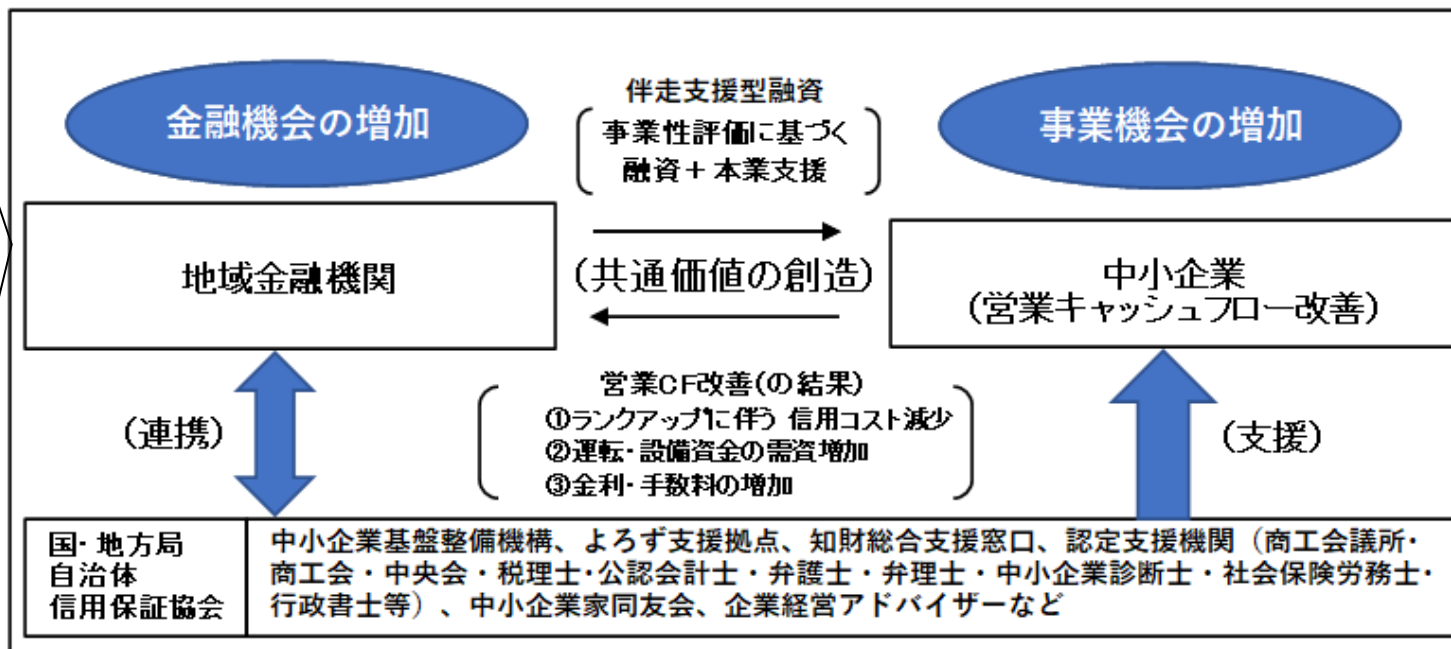 金融機会の増加
伴走支援型融資
事業性評価に基づく
融資＋本業支援
事業機会の増加
地域金融機関
(共通価値の創造)
中小企業
(営業キャッシュフロー改善)
(連携)
営業CF改善(の結果)
①ランクアップに伴う 信用コスト減少
②運転・設備資金の需資増加
③金利・手数料の増加
(支援)
国・地方局
自治体
信用保証協会
中小企業基盤整備機構、よろず支援拠点、知財総合支援窓口、認定支援機関（商工会議所・
商工会・中央会・税理士・公認会計士・弁護士・弁理士・中小企業診断士・社会保険労務士・
行政書士等）、中小企業家同友会、企業経営アドバイザーなど